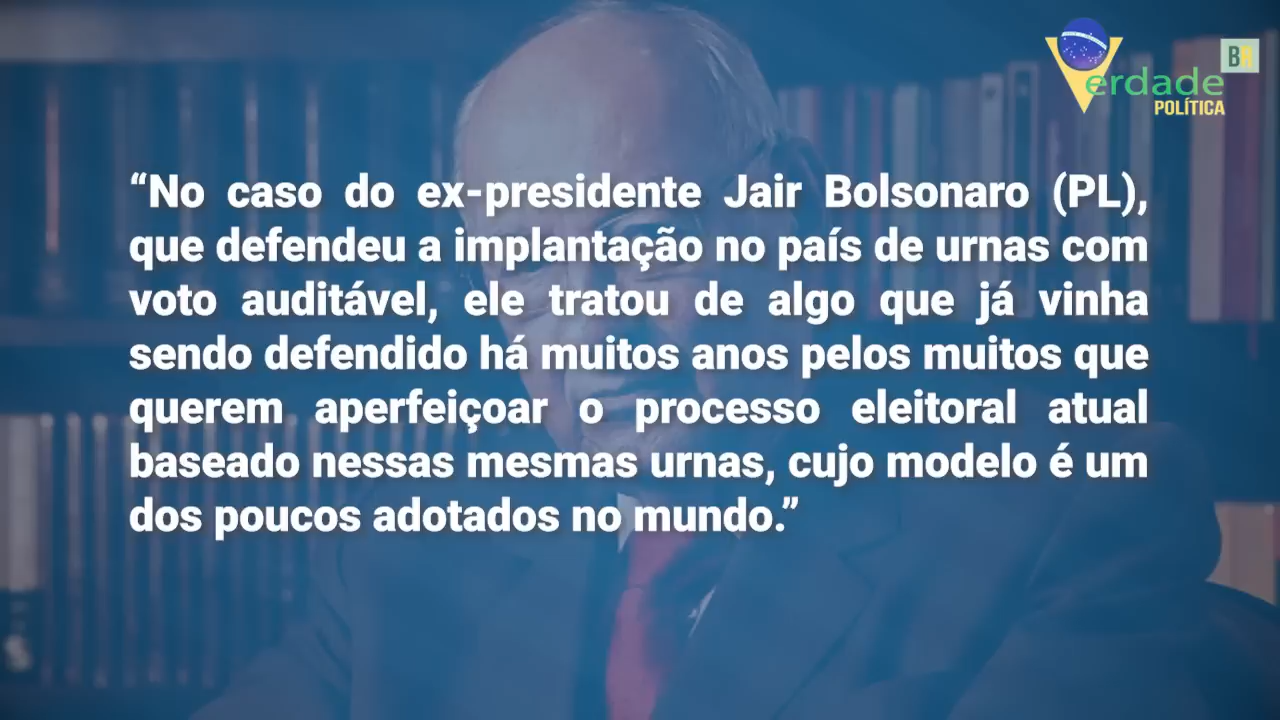 Verdade
POLÍTICA
BR
“No caso do ex-presidente Jair Bolsonaro (PL),
que defendeu a implantação no país de urnas com
voto auditável, ele tratou de algo que já vinha
sendo defendido há muitos anos pelos muitos que
querem aperfeiçoar o processo eleitoral atual
baseado nessas mesmas urnas, cujo modelo é um
dos poucos adotados no mundo.”